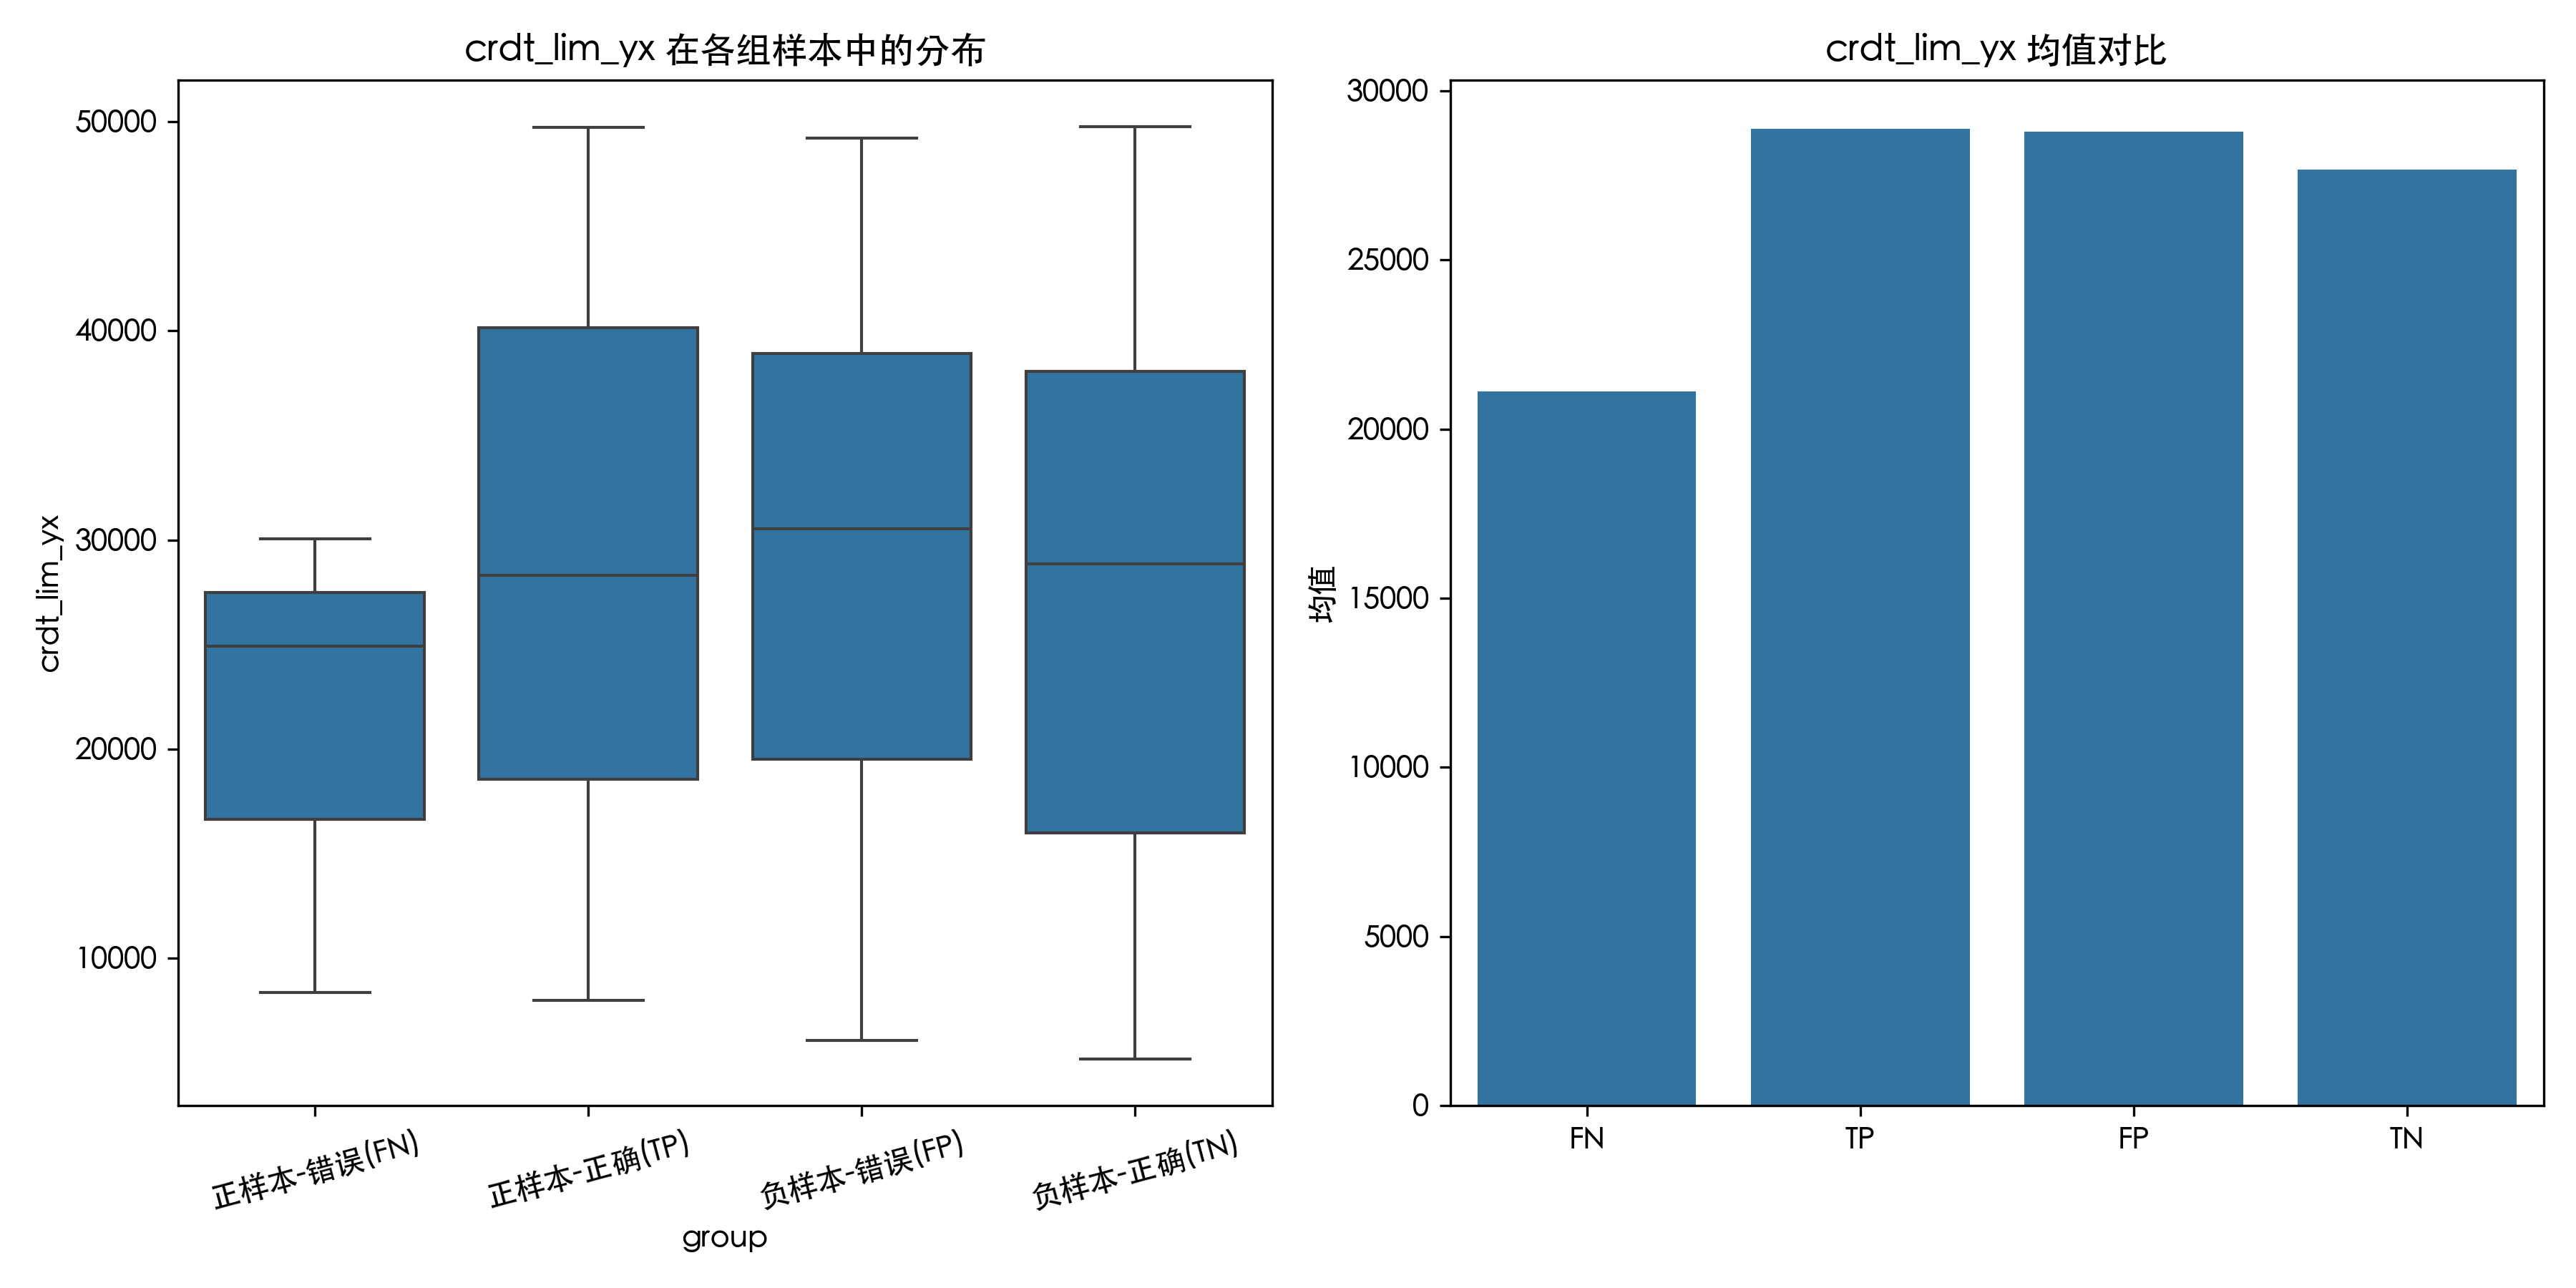 crdt_lim_yx 在各组样本中的分布
50000
40000
30000
20000
10000
crdt_lim_yx
正样本-错误(FN)
正样本-正确(TP)
负样本-错误(FP)
负样本-正确(TN)
group
crdt_lim_yx 均值对比
30000
25000
20000
15000
10000
5000
0
均值
FN
TP
FP
TN